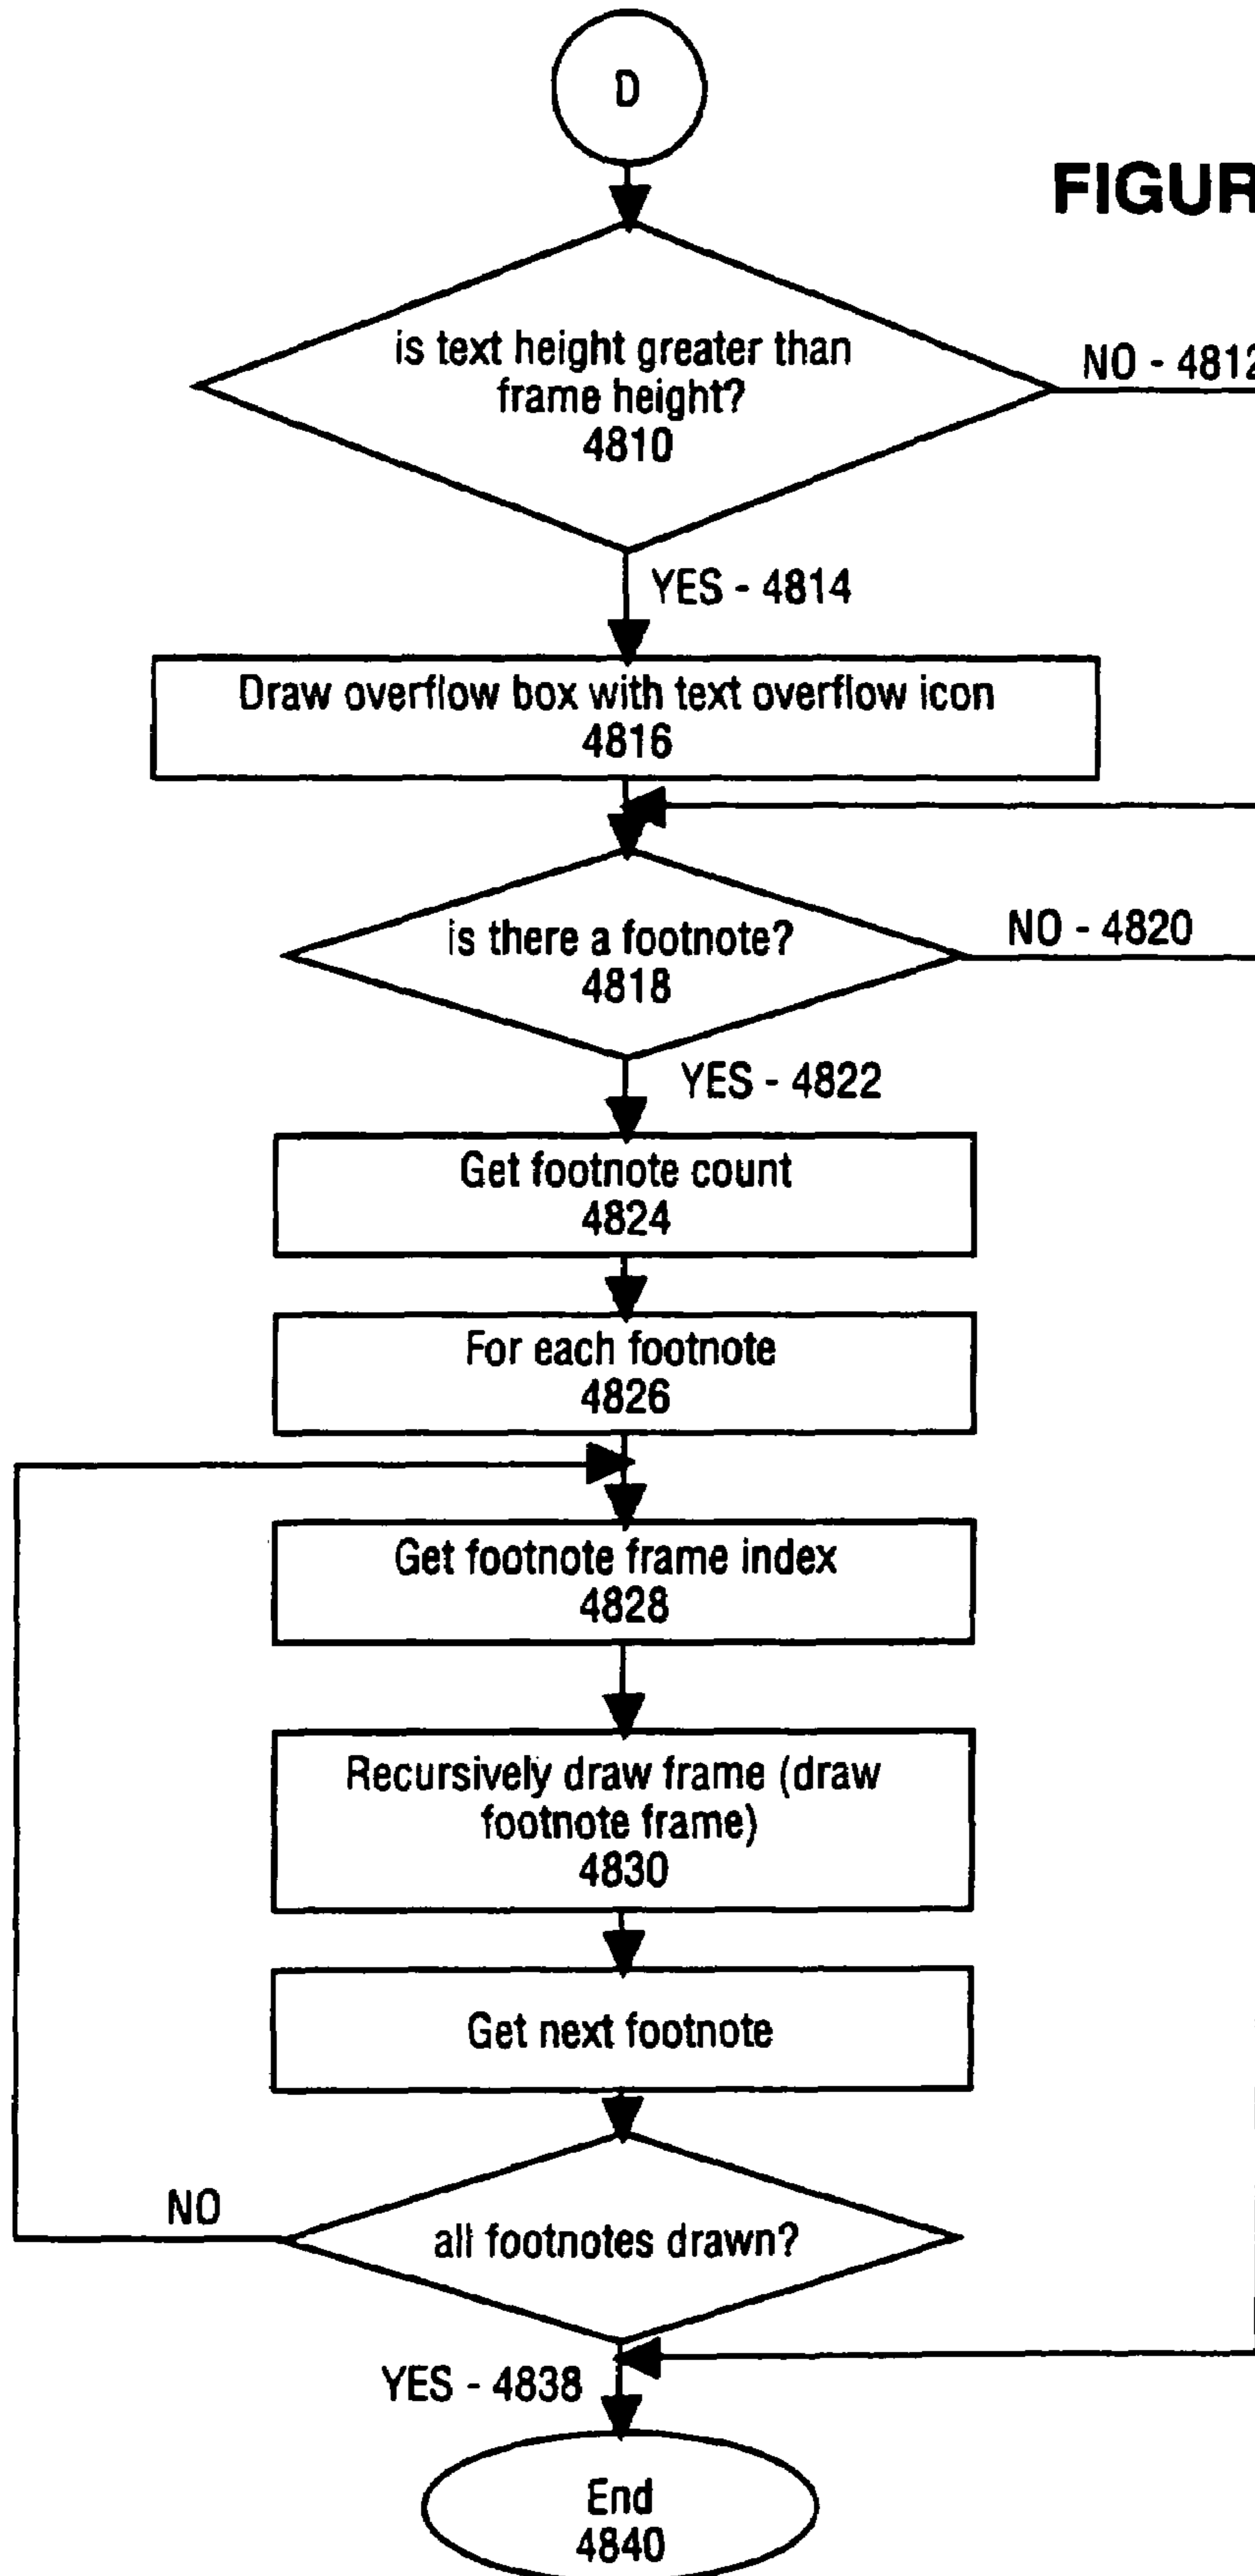 D
FIGUR
is text height greater than
frame height?
4810
NO - 4812
YES - 4814
Draw overflow box with text overflow icon
4816
is there a footnote?
4818
NO - 4820
YES - 4822
Get footnote count
4824
For each footnote
4826
Get footnote frame index
4828
Recursively draw frame (draw
footnote frame)
4830
Get next footnote
NO
all footnotes drawn?
YES - 4838
End
4840